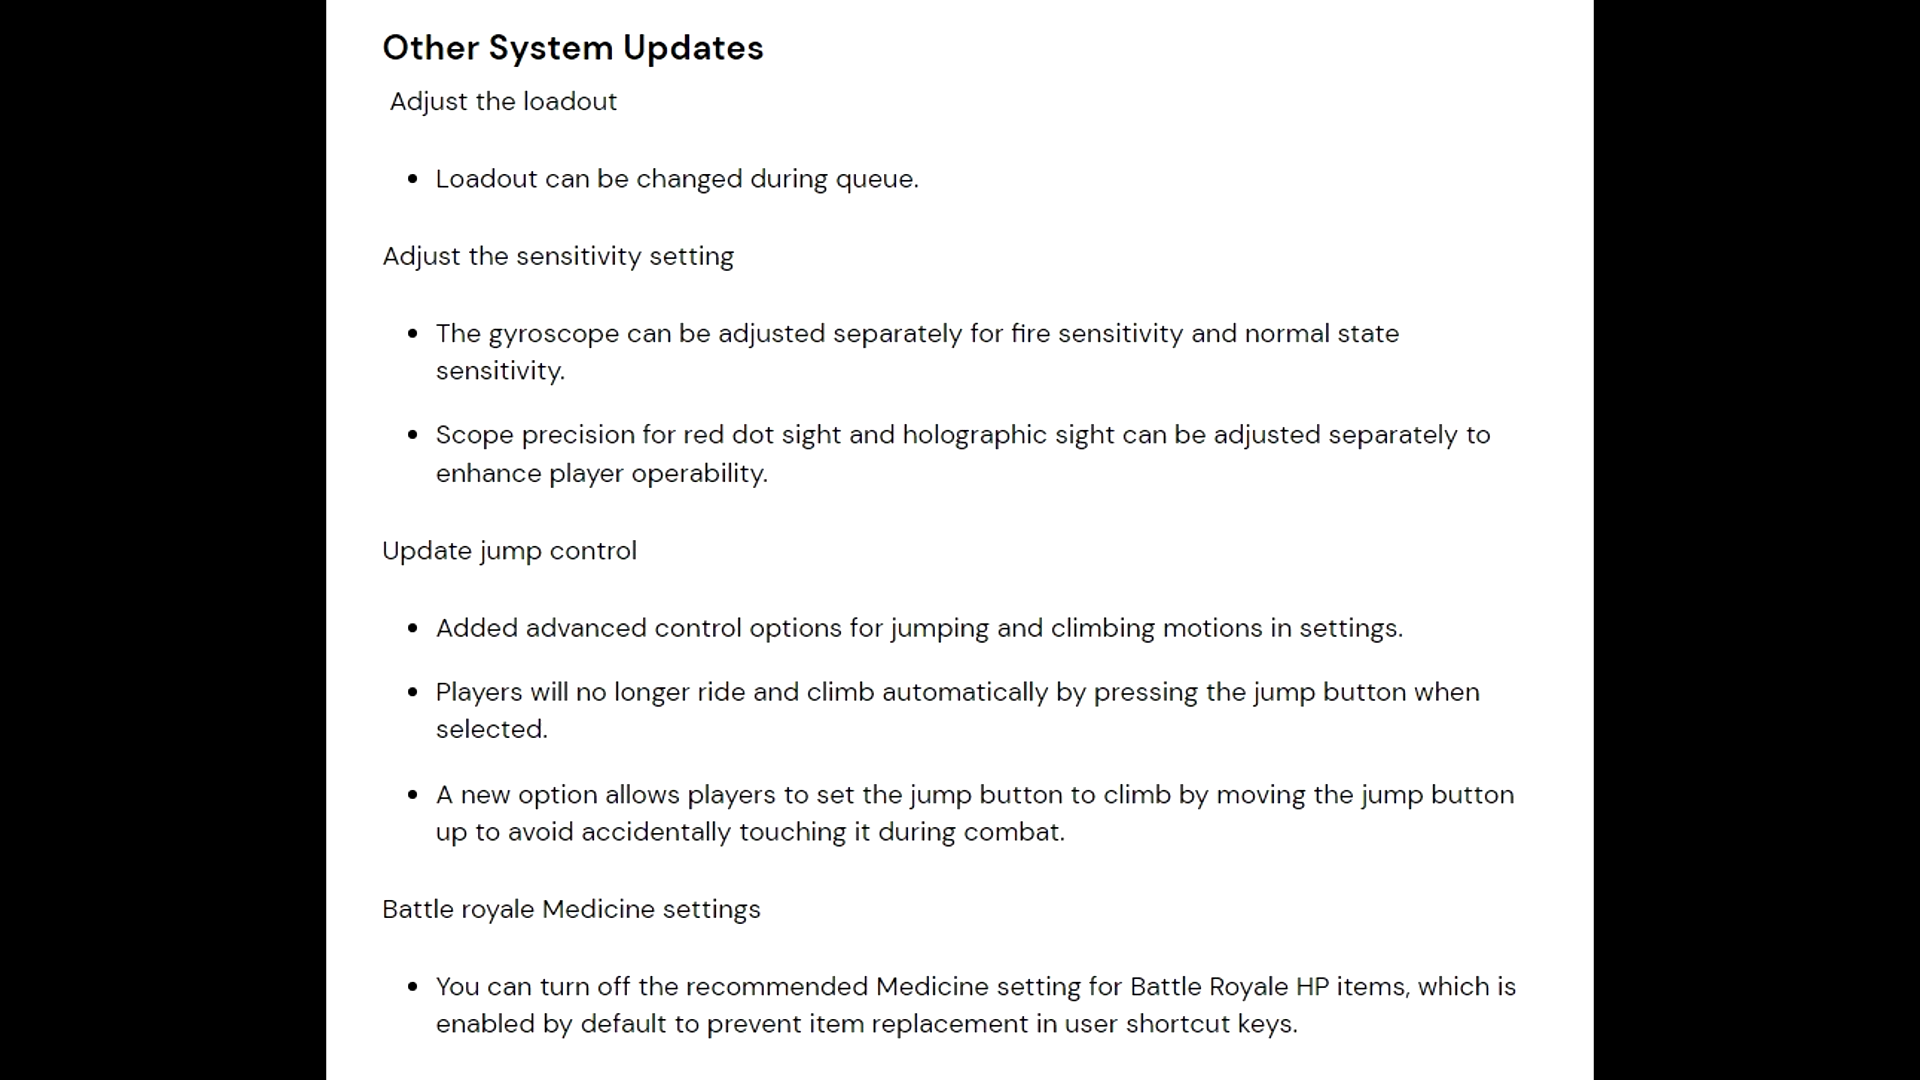 Other System Updates
Adjust the loadout
• Loadout can be changed during queue.
Adjust the sensitivity setting
• The gyroscope can be adjusted separately for fire sensitivity and normal state
sensitivity.
• Scope precision for red dot sight and holographic sight can be adjusted separately to
enhance player operability.
Update jump control
• Added advanced control options for jumping and climbing motions in settings.
• Players will no longer ride and climb automatically by pressing the jump button when
selected.
• A new option allows players to set the jump button to climb by moving the jump button
up to avoid accidentally touching it during combat.
Battle royale Medicine settings
• You can turn off the recommended Medicine setting for Battle Royale HP items, which is
enabled by default to prevent item replacement in user shortcut keys.